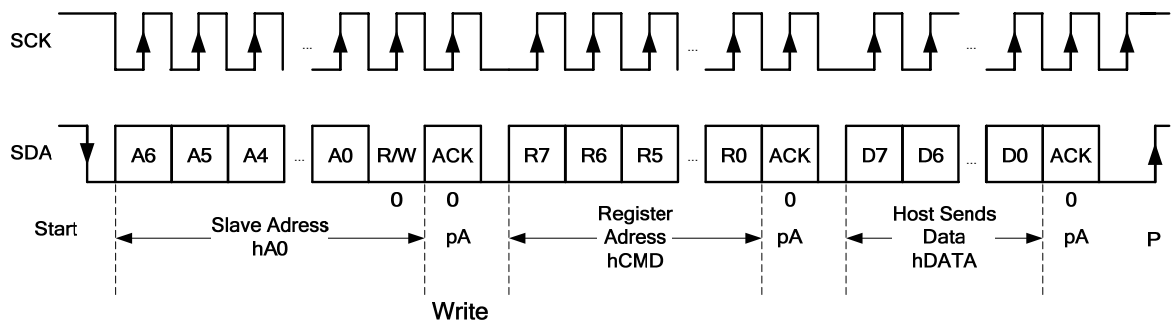 SCK
... ... ...
SDA A6 A5 A4 ... A0 R/W ACK R7 R6 R5 ... R0 ACK D7 D6 ... D0 ACK
0 0 0 0
Start
Slave Adress
hA0
pA
Register
Adress
hCMD
pA
Host Sends
Data
hDATA
pA
P
Write